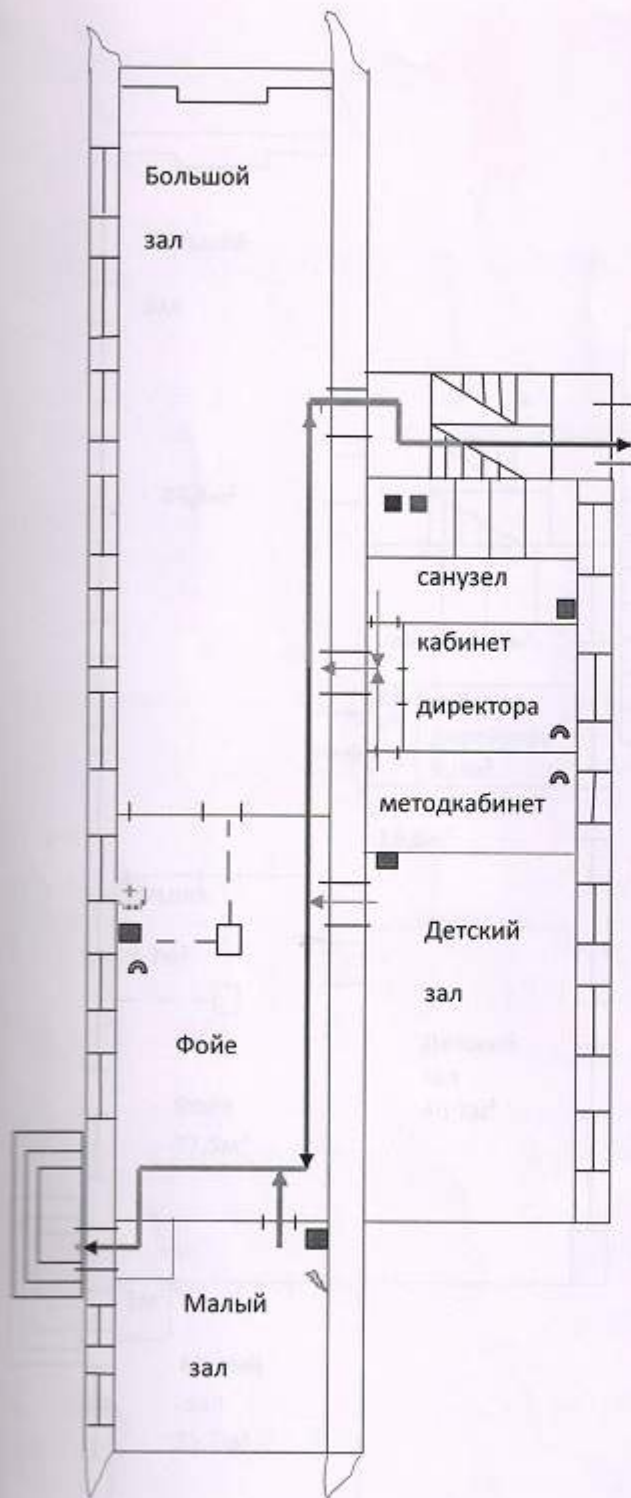 Большой
зал
санузел
кабинет
директора
методкабинет
Детский
зал
Фойе
Малый
зал